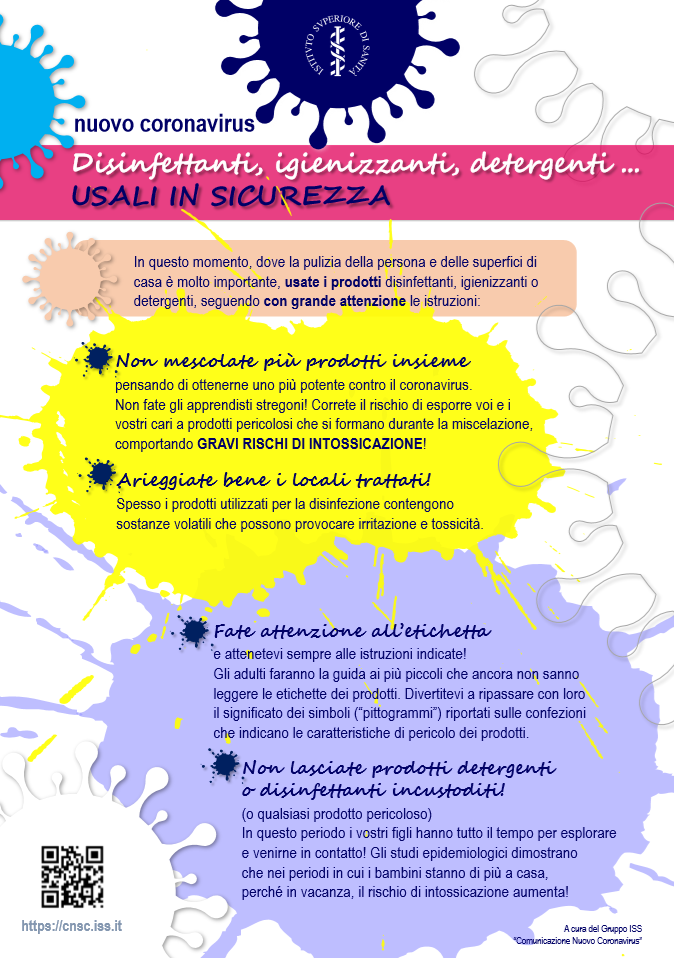 ISTITVTO SVPERIORE DI SANITÀ
nuovo coronavirus
Disinfettanti, igienizzanti, detergenti ...
USALI IN SICUREZZA
In questo momento, dove la pulizia della persona e delle superfici di
casa è molto importante, usate i prodotti disinfettanti, igienizzanti o
detergenti, seguendo con grande attenzione le istruzioni:
Non mescolate più prodotti insieme
pensando di ottenerne uno più potente contro il coronavirus.
Non fate gli apprendisti stregoni! Correte il rischio di esporre voi e i
vostri cari a prodotti pericolosi che si formano durante la miscelazione,
comportando GRAVI RISCHI DI INTOSSICAZIONE!
Arieggiate bene i locali trattati!
Spesso i prodotti utilizzati per la disinfezione contengono
sostanze volatili che possono provocare irritazione e tossicità.
Fate attenzione all'etichetta
e attenetevi sempre alle istruzioni indicate!
Gli adulti faranno la guida ai più piccoli che ancora non sanno
leggere le etichette dei prodotti. Divertitevi a ripassare con loro
il significato dei simboli (“pittogrammi”) riportati sulle confezioni
che indicano le caratteristiche di pericolo dei prodotti.
Non lasciate prodotti detergenti
o disinfettanti incustoditi!
(o qualsiasi prodotto pericoloso)
In questo periodo i vostri figli hanno tutto il tempo per esplorare
e venirne in contatto! Gli studi epidemiologici dimostrano
che nei periodi in cui i bambini stanno di più a casa,
perché in vacanza, il rischio di intossicazione aumenta!
https://cnsc.iss.it
A cura del Gruppo ISS
“Comunicazione Nuovo Coronavirus”